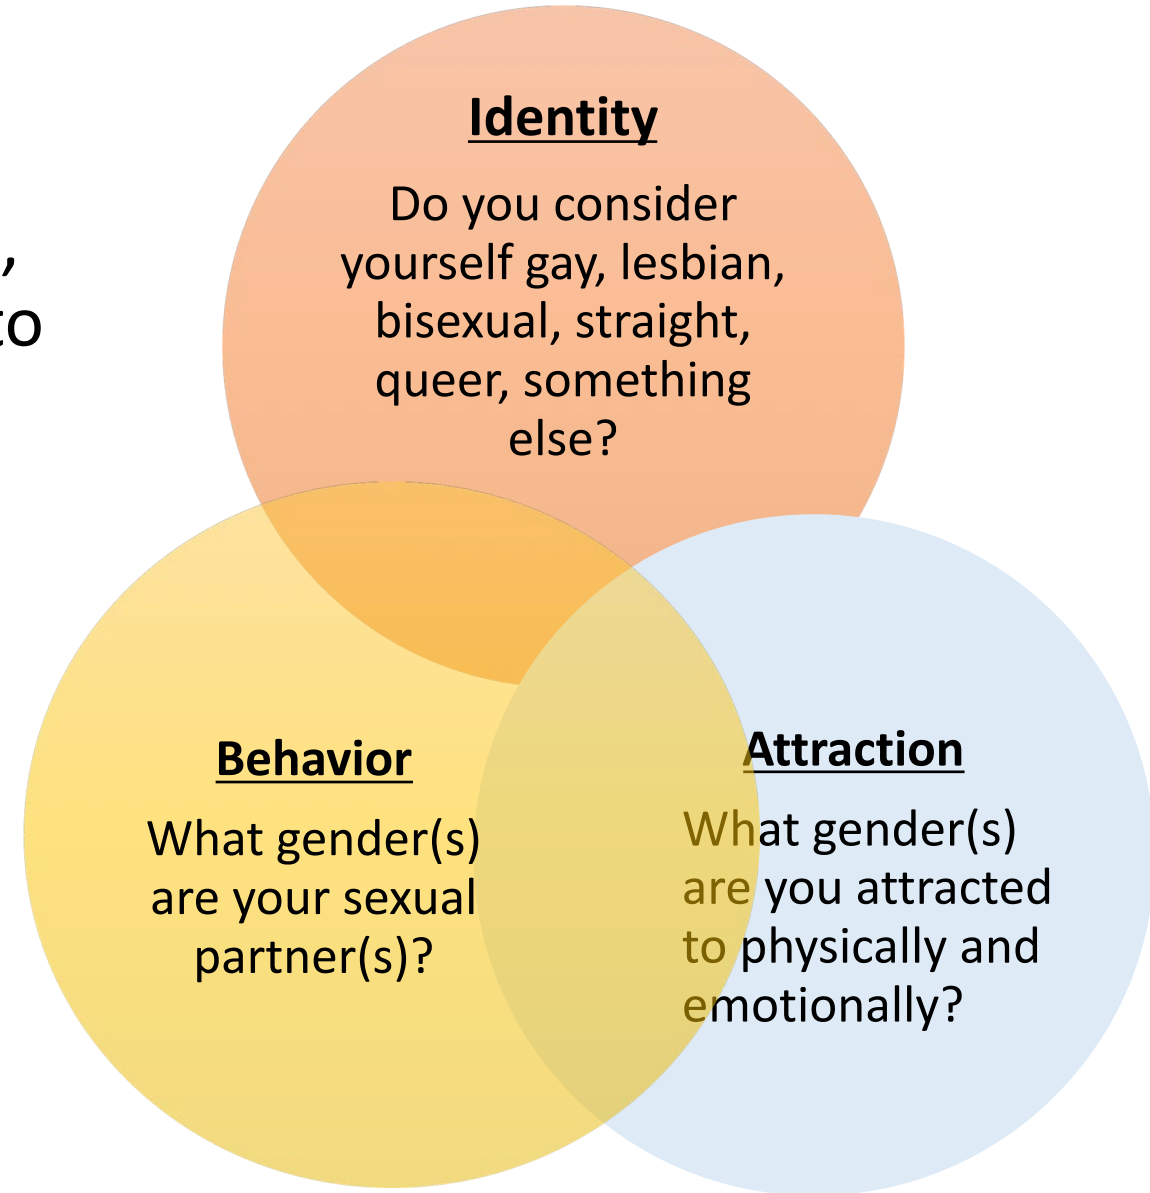 Identity
Do you consider
yourself gay, lesbian,
bisexual, straight,
queer, something
else?
,
to
Behavior
What gender(s)
are your sexual
partner(s)?
Attraction
What gender(s)
are you attracted
to physically and
emotionally?